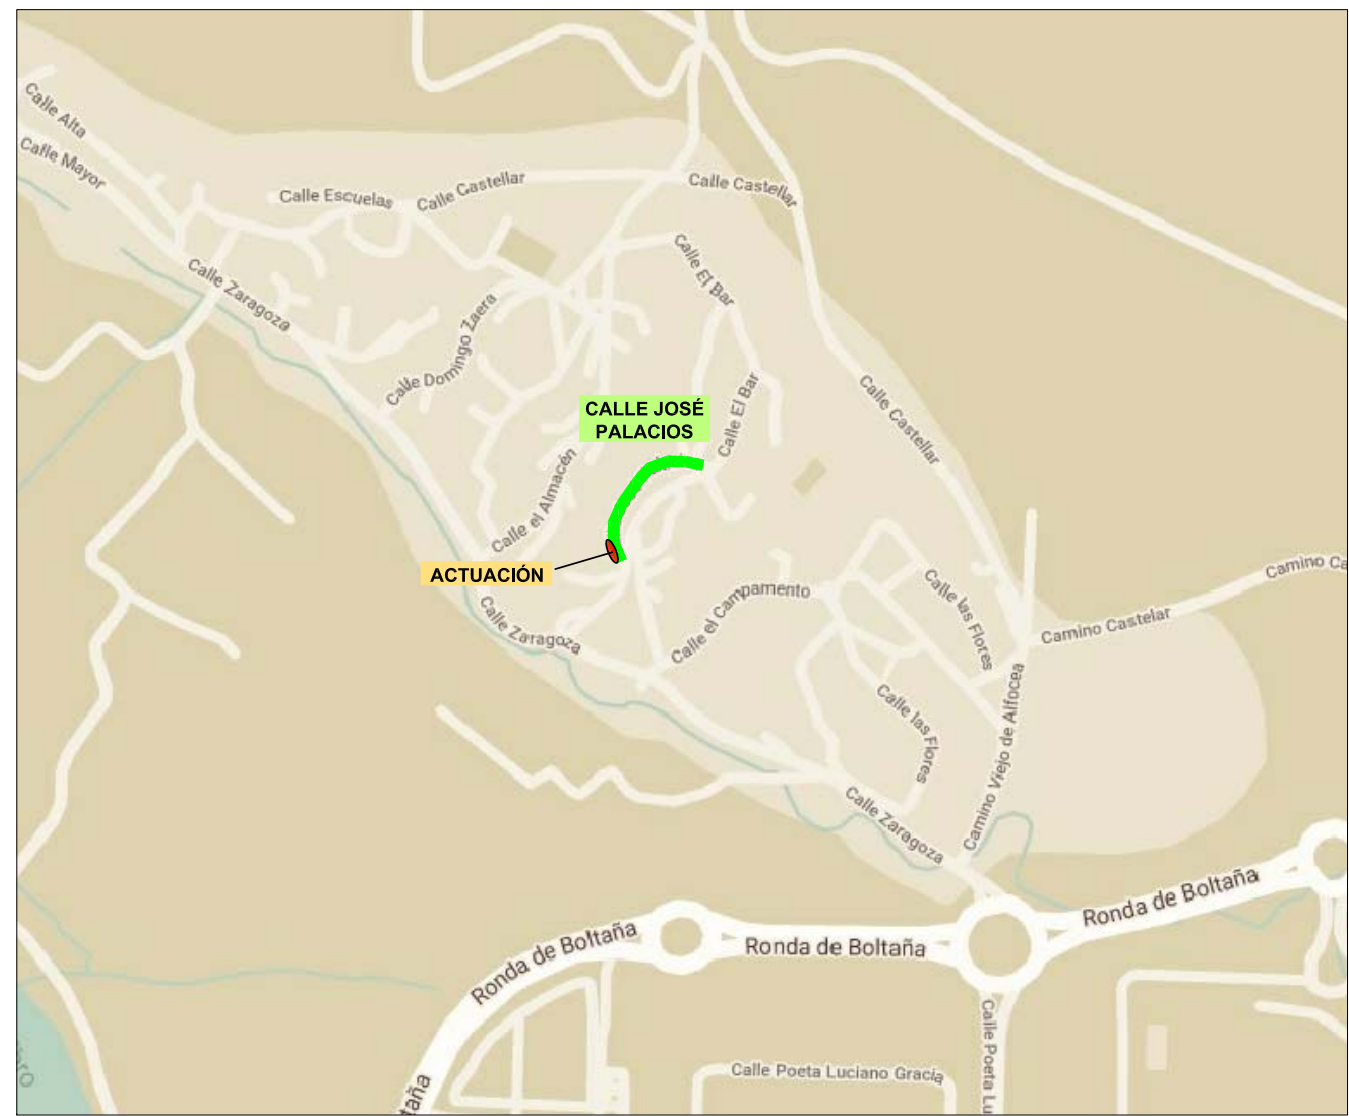 Calle Alta
Calle Mayor
Calle Escuelas
Calle Castellar
Calle Castellar
Calle El Bar
Calle Zaragoza
Calle Domingo Zaera
Calle El Bar
Calle Castellar
CALLE JOSÉ
PALACIOS
Calle el Almacén
ACTUACIÓN
Camino Ca
Calle Zaragoza
Calle el Campamento
Calle las Flores
Camino Castelar
Calle las Flores
Camino Viejo de Alfocea
Calle Zaragoza
Ronda de Boltaña
Ronda de Boltaña
Ronda de Boltaña
Calle Poeta Lu
Calle Poeta Luciano Gracia
taña